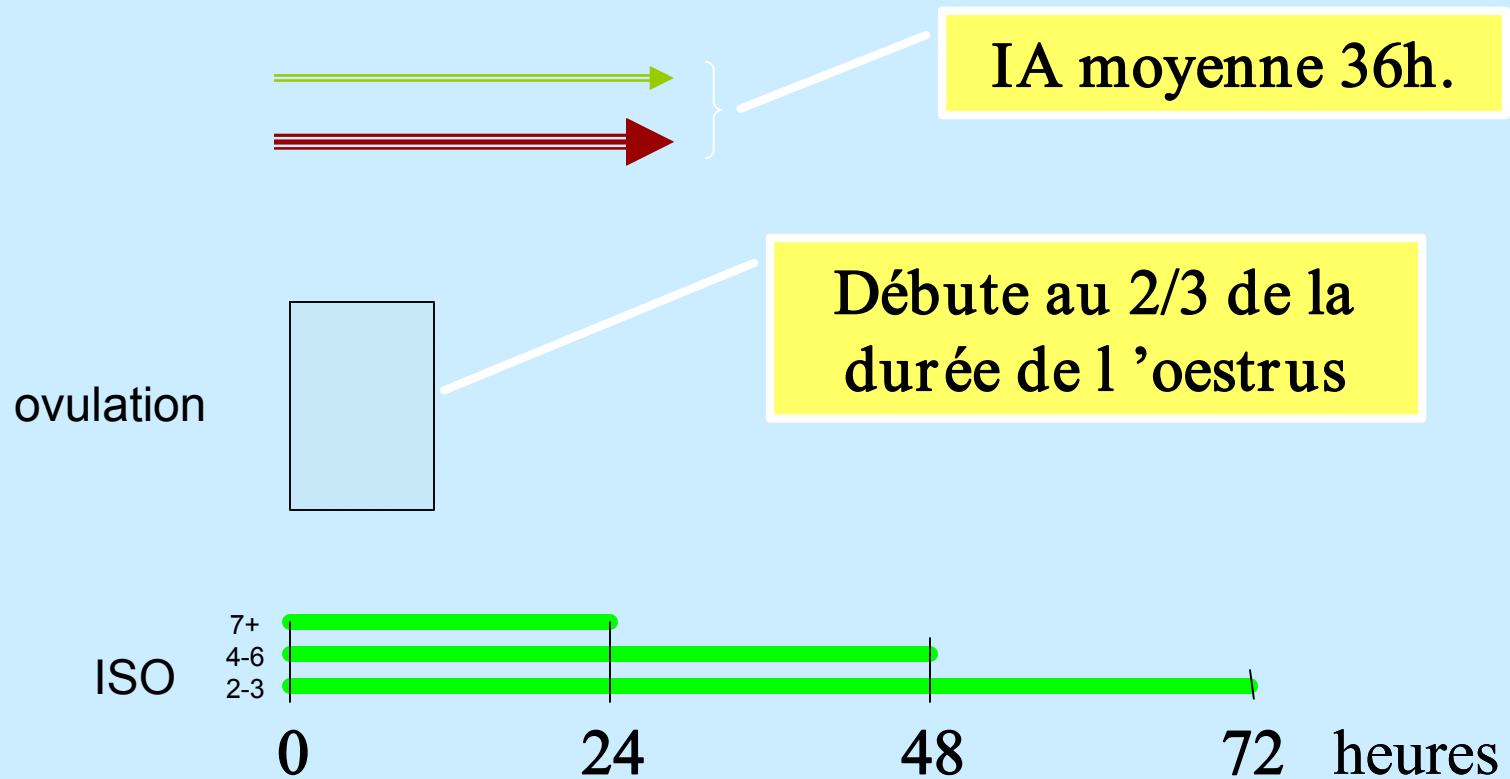 IA moyenne 36h.
Débute au 2/3 de la
durée de l ’oestrus
ovulation
7+
4-6
ISO
2-3
0 24 48 72 heures